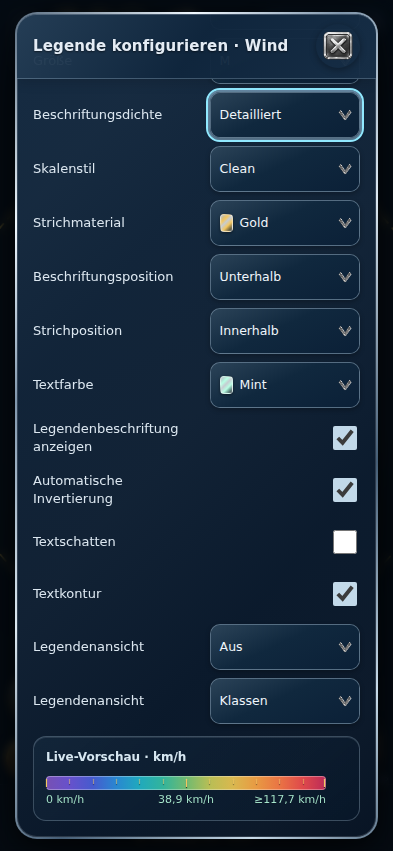 Legende konfigurieren · Wind
Größe
Beschriftungsdichte
Detailliert
Skalenstil
Clean
Strichmaterial
Gold
Beschriftungsposition
Unterhalb
Strichposition
Innerhalb
Textfarbe
Mint
Legendenbeschriftung
anzeigen
Automatische
Invertierung
Textschatten
Textkontur
Legendenansicht
Aus
Legendenansicht
Klassen
Live-Vorschau · km/h
0 km/h 38,9 km/h ≥117,7 km/h